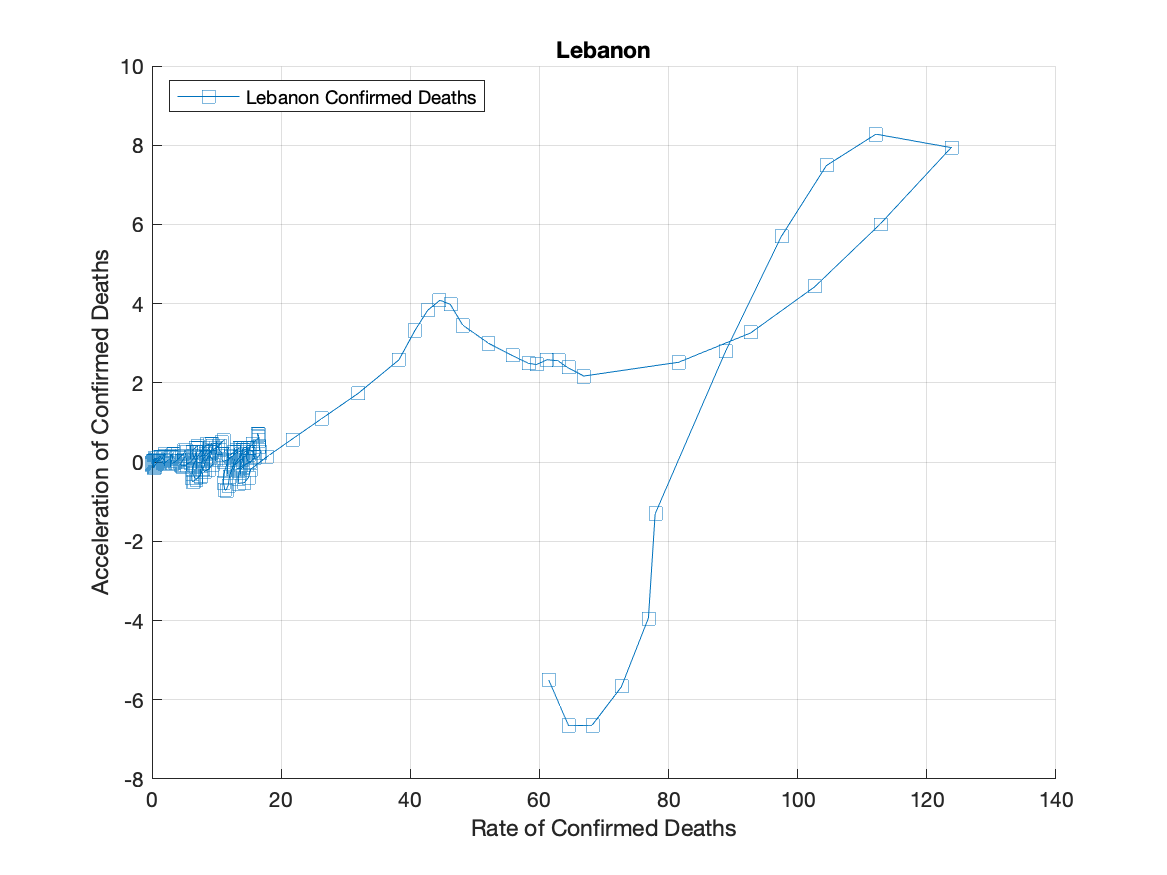 Lebanon
Lebanon Confirmed Deaths
10
8
6
4
2
0
-2
-4
-6
-8
Acceleration of Confirmed Deaths
0 20 40 60 80 100 120 140
Rate of Confirmed Deaths